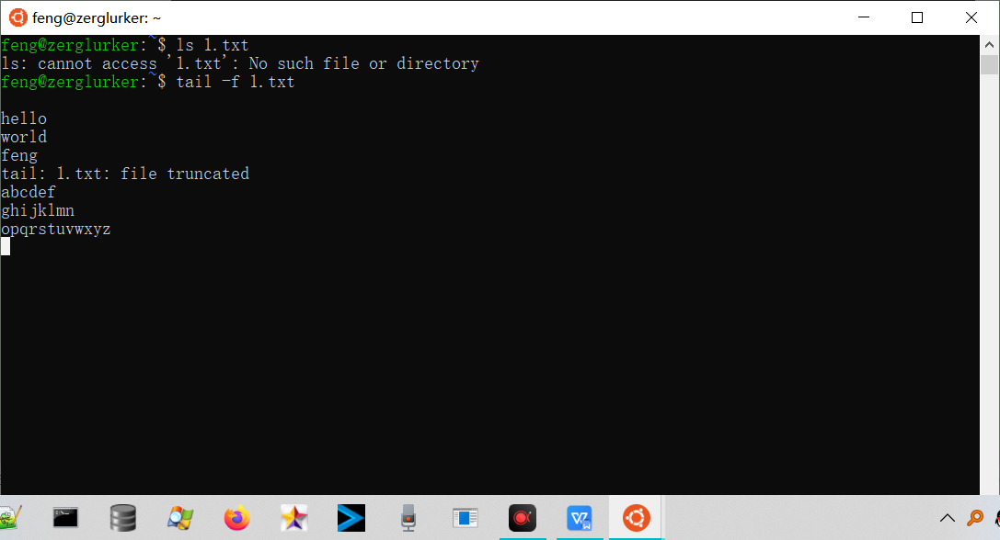 feng@zerglurker: ~
feng@zerglurker:~$ ls 1.txt
ls: cannot access '1.txt': No such file or directory
feng@zerglurker:~$ tail -f 1.txt
hello
world
feng
tail: 1.txt: file truncated
abcdef
ghijklmn
opqrstuvwxyz